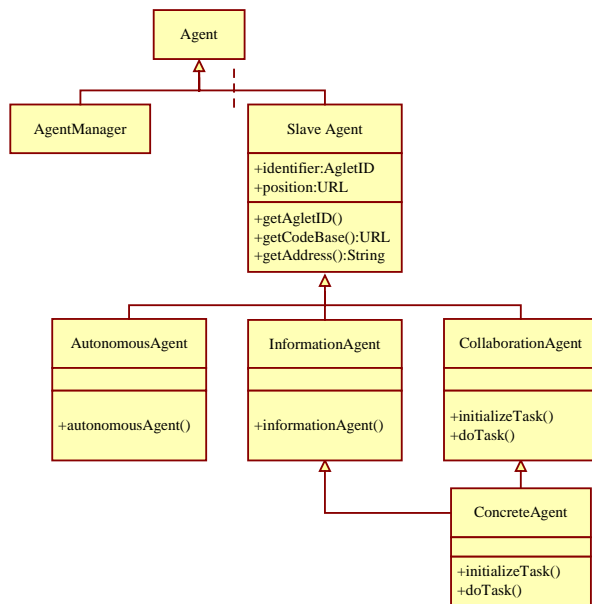 Agent
AgentManager
Slave Agent
+identifier:AgletID
+position:URL
+getAgletID()
+getCodeBase():URL
+getAddress():String
AutonomousAgent
+autonomousAgent()
InformationAgent
+informationAgent()
CollaborationAgent
+initializeTask()
+doTask()
ConcreteAgent
+initializeTask()
+doTask()